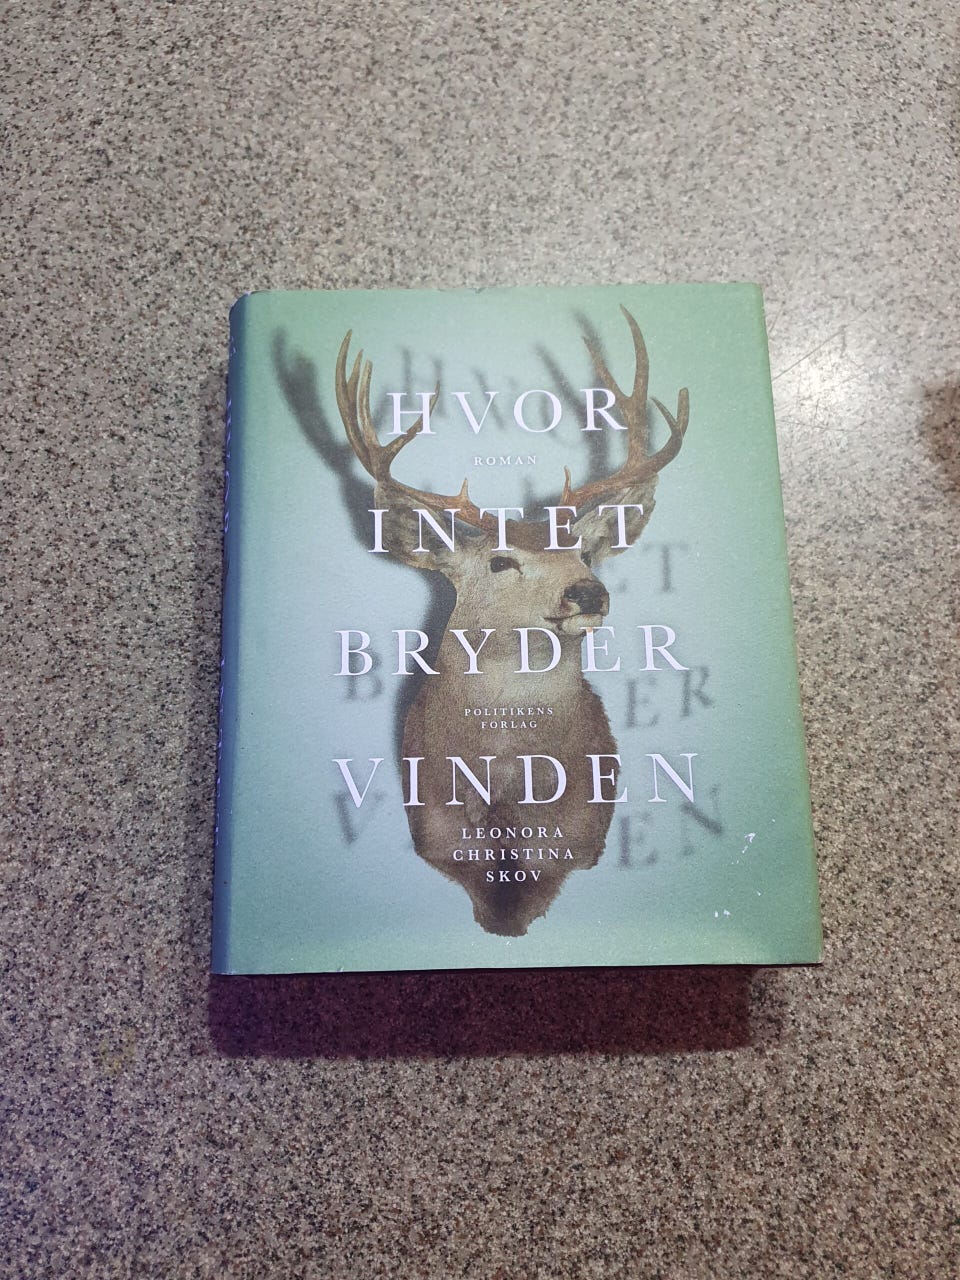 HVOR
ROMAN
INTET
BRYDER
POLITIKENS
FORLAG
VINDEN
LEONORA
CHRISTINA
SKOV